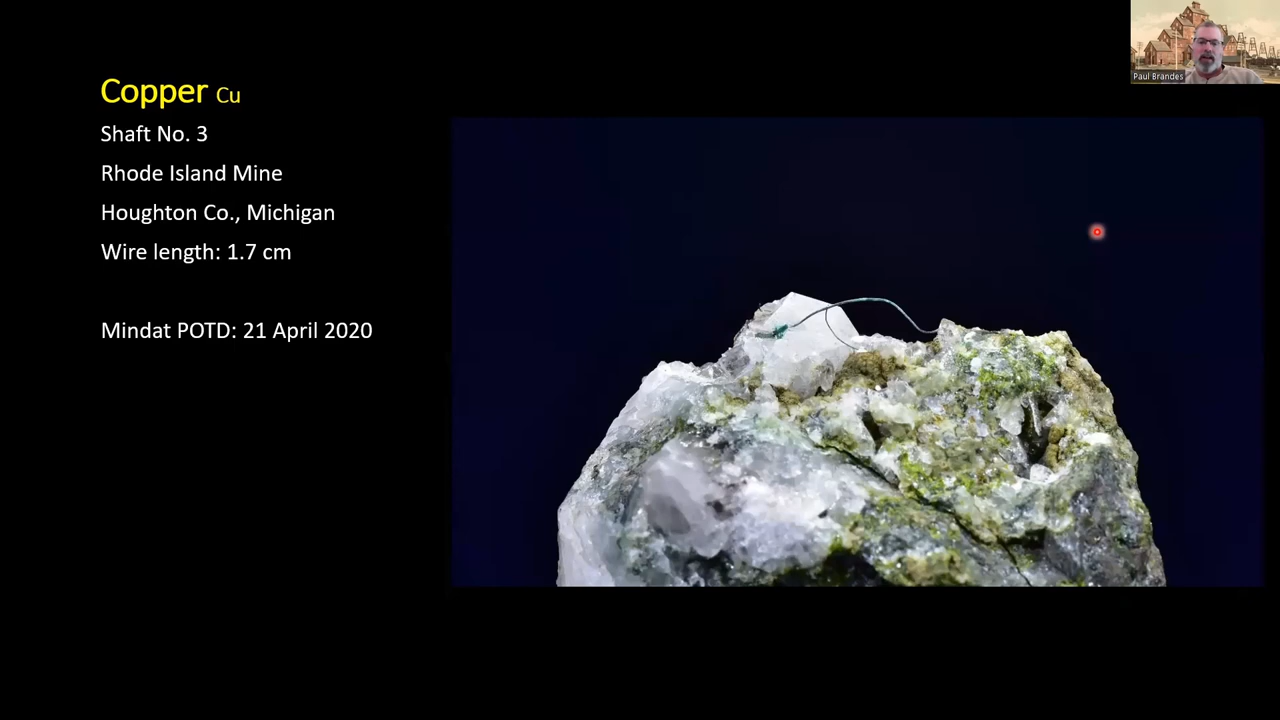 Copper Cu
Shaft No. 3
Rhode Island Mine
Houghton Co., Michigan
Wire length: 1.7 cm
Mindat POTD: 21 April 2020
Paul Brandes